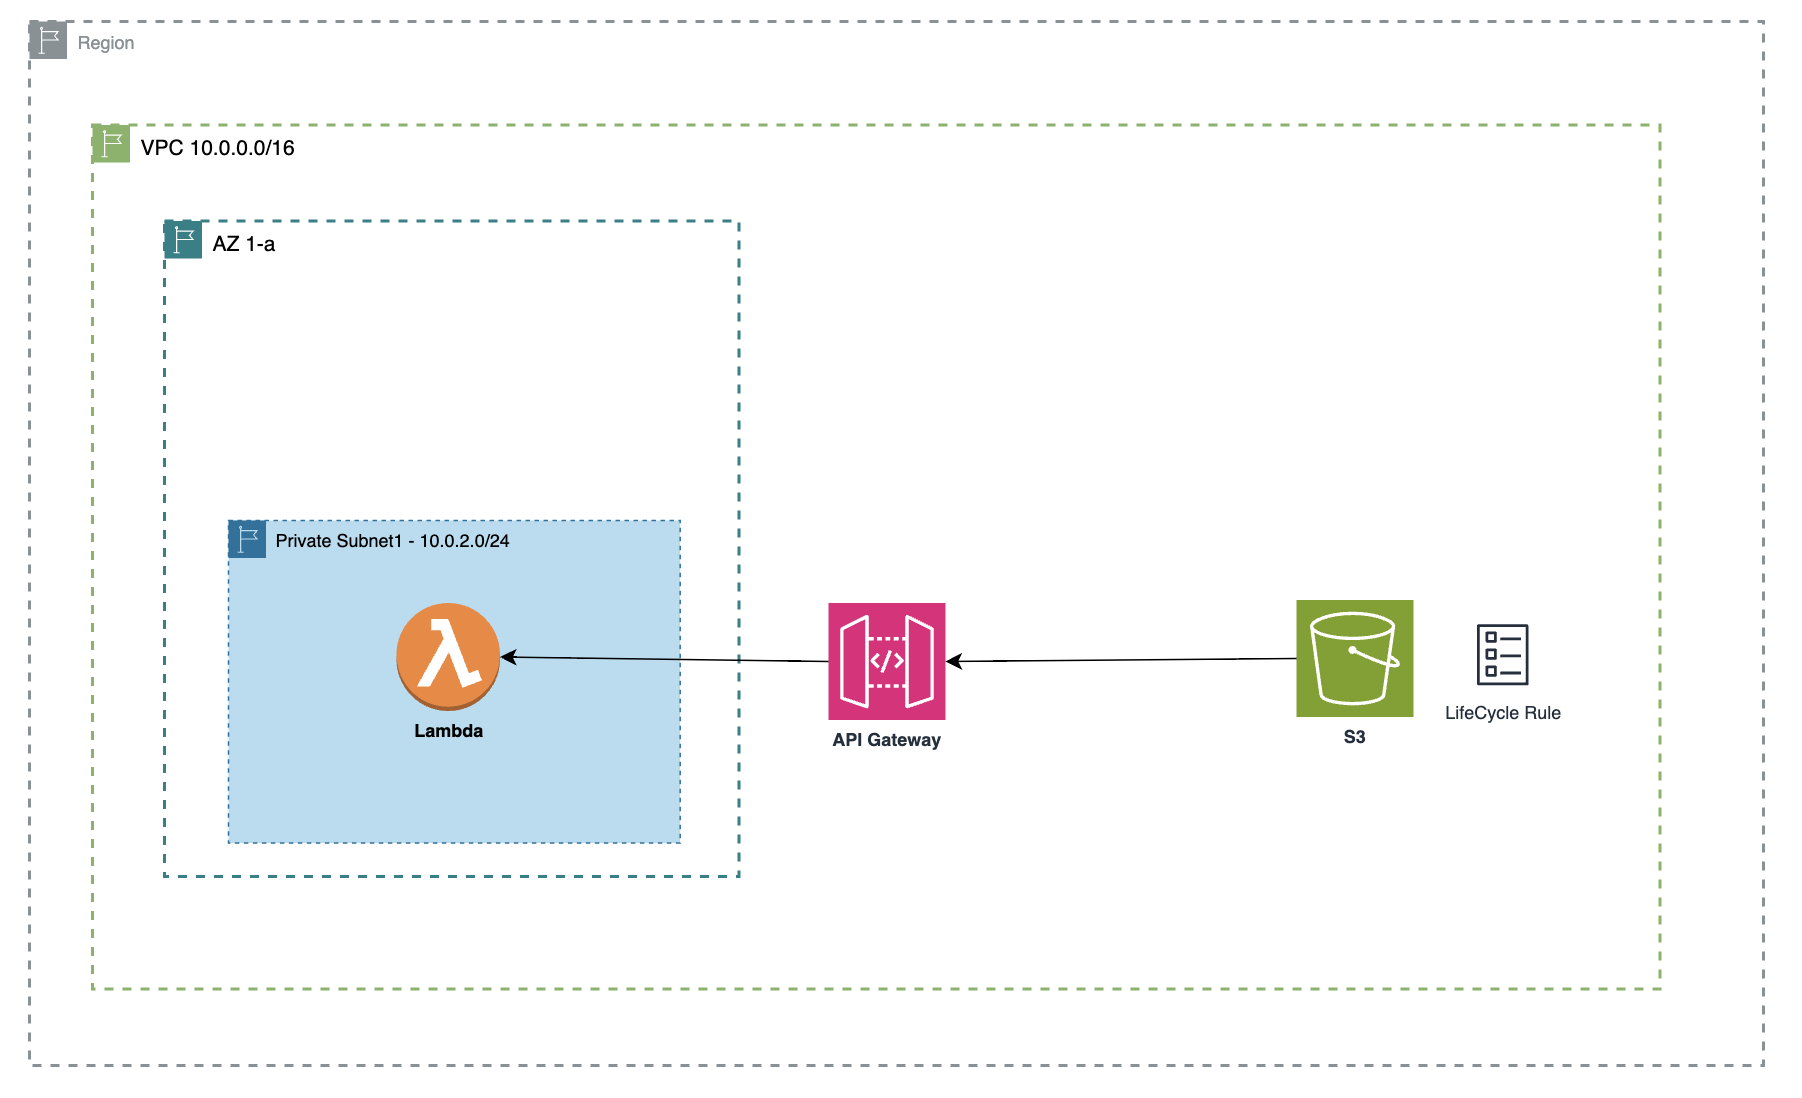 Region
VPC 10.0.0.0/16
AZ 1-a
Private Subnet1 - 10.0.2.0/24
Lambda
</>
API Gateway
S3
LifeCycle Rule